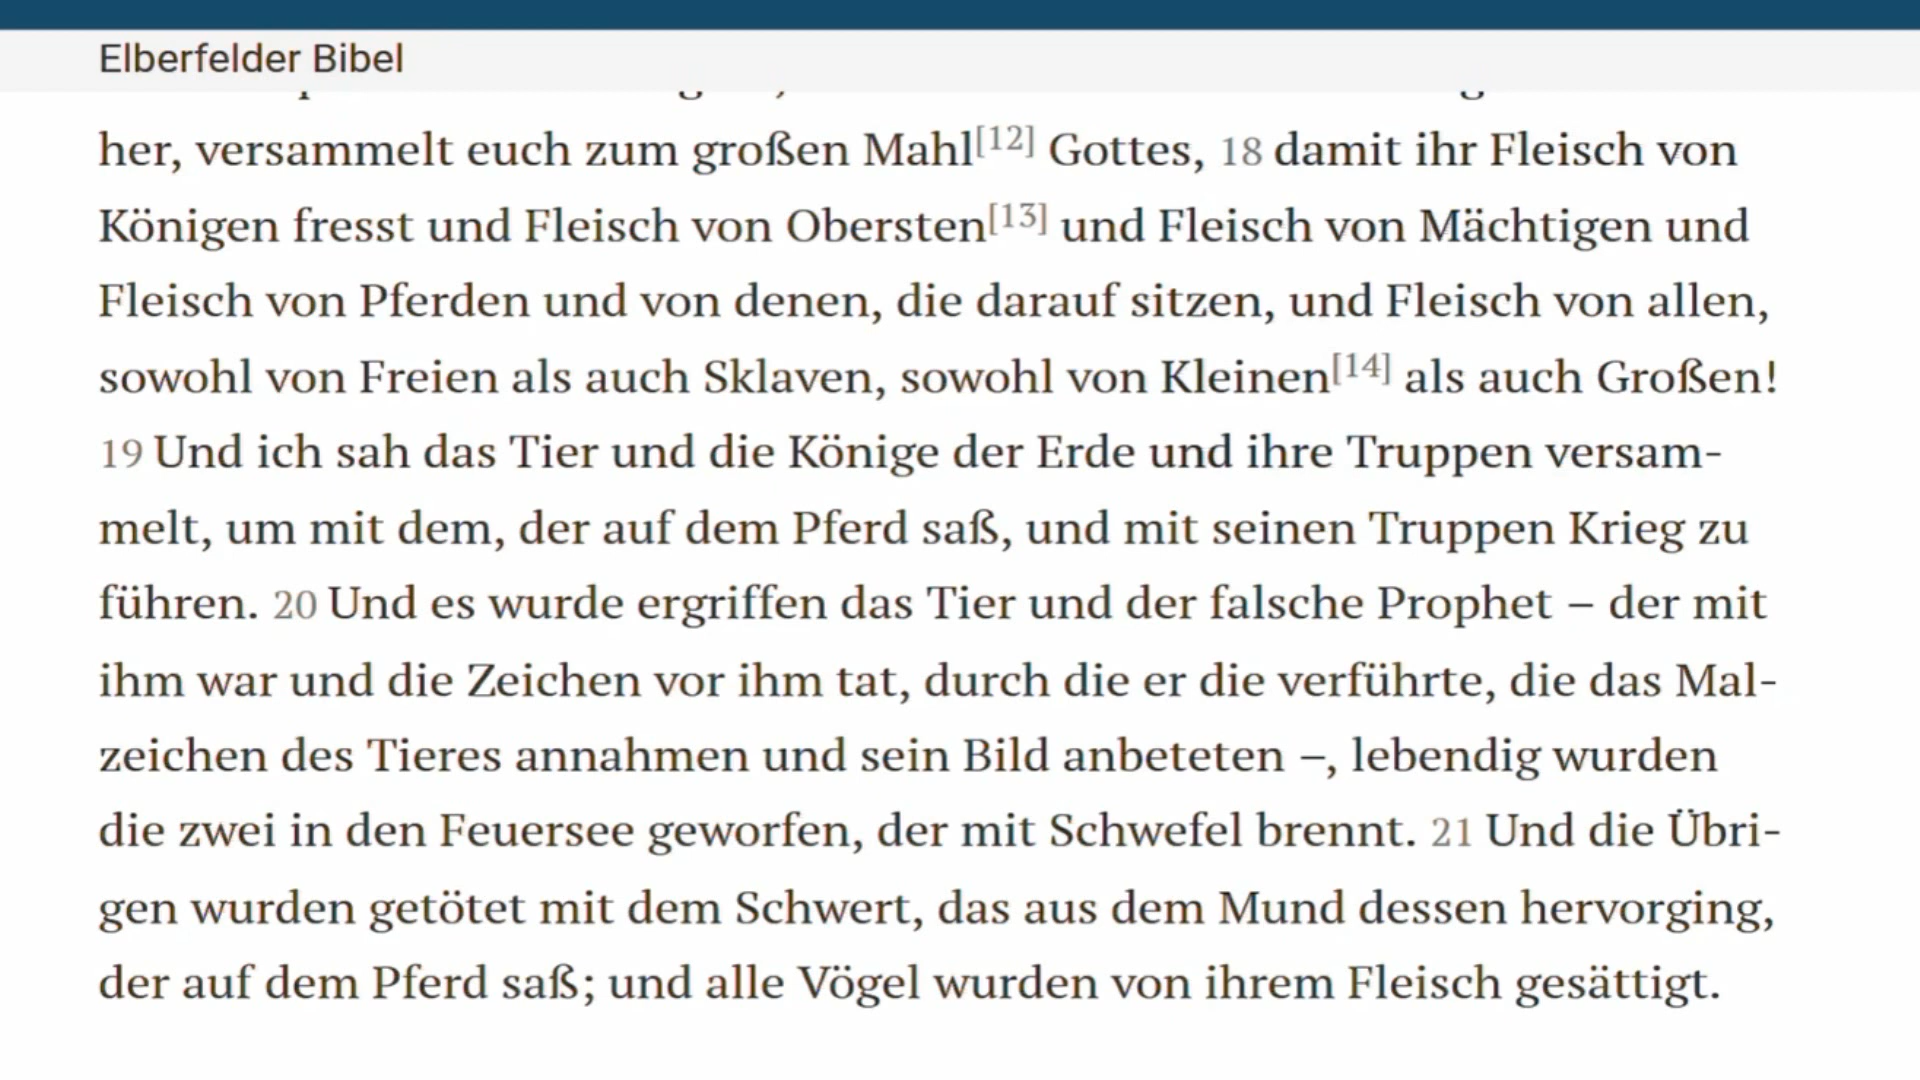 Elberfelder Bibel
her, versammelt euch zum großen Mahl[12] Gottes, 18 damit ihr Fleisch von
Königen fresst und Fleisch von Obersten[13] und Fleisch von Mächtigen und
Fleisch von Pferden und von denen, die darauf sitzen, und Fleisch von allen,
sowohl von Freien als auch Sklaven, sowohl von Kleinen[14] als auch Großen!
19 Und ich sah das Tier und die Könige der Erde und ihre Truppen versam-
melt, um mit dem, der auf dem Pferd saß, und mit seinen Truppen Krieg zu
führen. 20 Und es wurde ergriffen das Tier und der falsche Prophet – der mit
ihm war und die Zeichen vor ihm tat, durch die er die verführte, die das Mal-
zeichen des Tieres annahmen und sein Bild anbeteten –, lebendig wurden
die zwei in den Feuersee geworfen, der mit Schwefel brennt. 21 Und die Übri-
gen wurden getötet mit dem Schwert, das aus dem Mund dessen hervorging,
der auf dem Pferd saß; und alle Vögel wurden von ihrem Fleisch gesättigt.